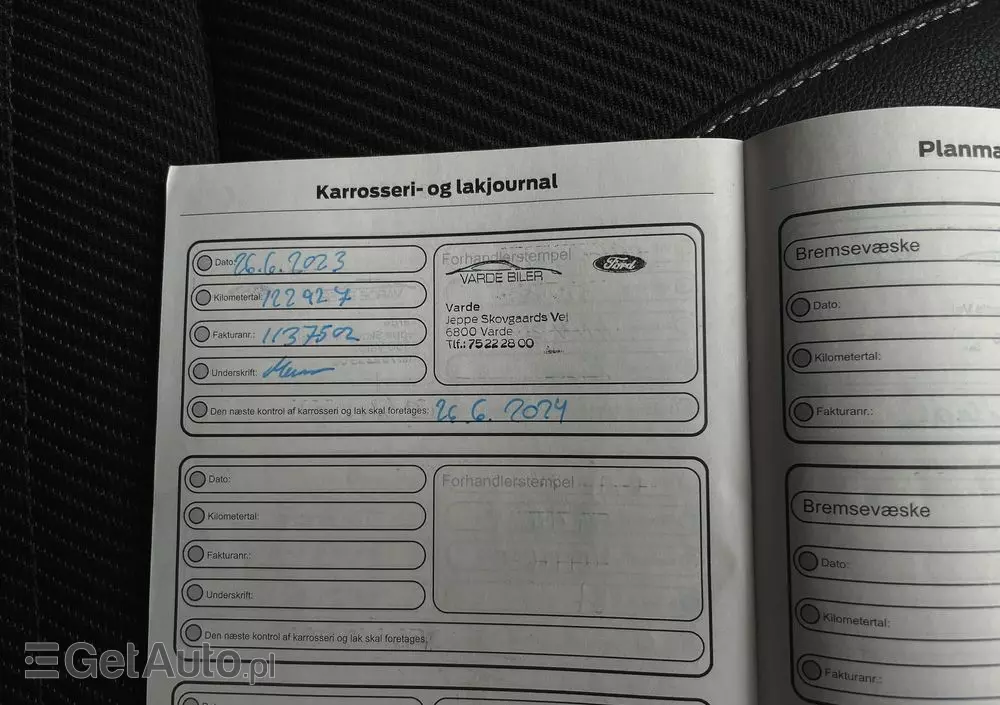 Karrosseri- og lakjournal
Dato: 26.6.2023
Kilometertal: 122927
Fakturanr.: 1137502
Underskrift:
Forhandlerstempel
VARDE BILER
Ford
Varde
Jeppe Skovgaards Vej
6800 Varde
Tlf.: 75 22 28 00
Den næste kontrol af karrosseri og lak skal foretages: 26.6.2024
Dato:
Kilometertal:
Fakturanr.:
Underskrift:
Forhandlerstempel
Den næste kontrol af karrosseri og lak skal foretages:
Planma
Bremsevæske
Dato:
Kilometertal:
Fakturanr.:
Bremsevæske
Dato:
Kilometertal:
Fakturanr.:
GetAuto.pl